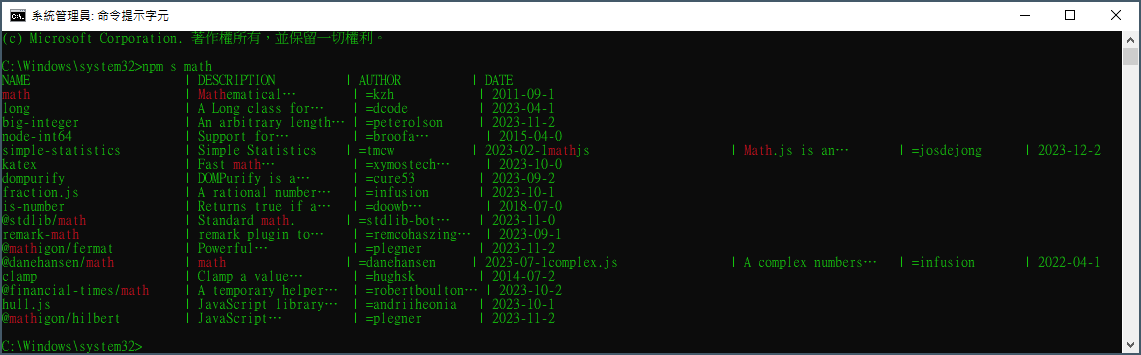 系統管理員: 命令提示字元
(c) Microsoft Corporation. 著作權所有，並保留一切權利。
C:\Windows\system32>npm s math
NAME | DESCRIPTION | AUTHOR | DATE
math | Mathematical… | =kzh | 2011-09-1
long | A Long class for… | =dcode | 2023-04-1
big-integer | An arbitrary length… | =peterolson | 2023-11-2
node-int64 | Support for… | =broofa… | 2015-04-0
simple-statistics | Simple Statistics | =tmcw | 2023-02-1mathjs | Math.js is an… | =josdejong | 2023-12-2
katex | Fast math… | =xymostech… | 2023-10-0
dompurify | DOMPurify is a… | =cure53 | 2023-09-2
fraction.js | A rational number… | =infusion | 2023-10-1
is-number | Returns true if a… | =doowb… | 2018-07-0
@stdlib/math | Standard math. | =stdlib-bot… | 2023-11-0
remark-math | remark plugin to… | =remcohaszing… | 2023-09-1
@mathigon/fermat | Powerful… | =plegner | 2023-11-2
@danehansen/math | math | =danehansen | 2023-07-1complex.js | A complex numbers… | =infusion | 2022-04-1
clamp | Clamp a value… | =hughsk | 2014-07-2
@financial-times/math | A temporary helper… | =robertboulton… | 2023-10-2
hull.js | JavaScript library… | =andriiheonia | 2023-10-1
@mathigon/hilbert | JavaScript… | =plegner | 2023-11-2
C:\Windows\system32>